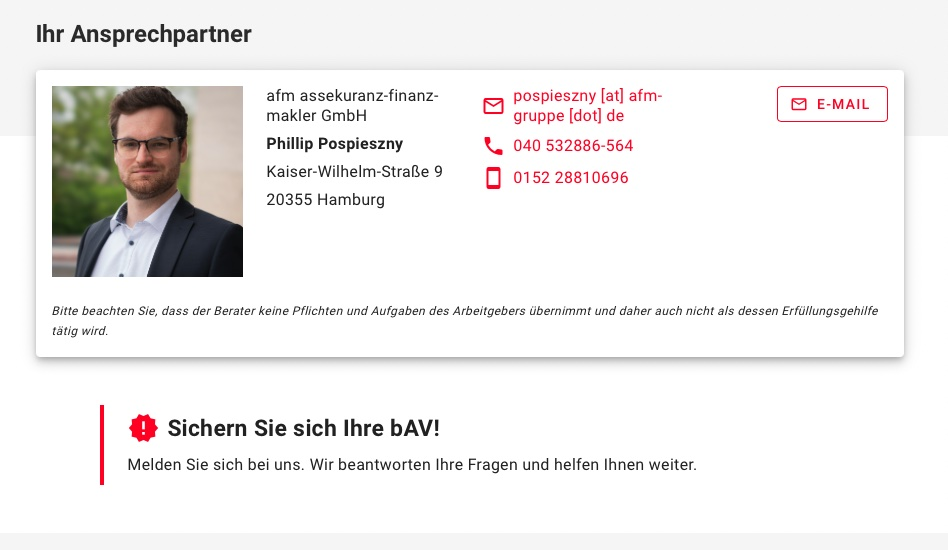 Ihr Ansprechpartner
afm assekuranz-finanz-
makler GmbH
Phillip Pospieszny
Kaiser-Wilhelm-Straße 9
20355 Hamburg
pospieszny [at] afm-
gruppe [dot] de
040 532886-564
0152 28810696
E-MAIL
Bitte beachten Sie, dass der Berater keine Pflichten und Aufgaben des Arbeitgebers übernimmt und daher auch nicht als dessen Erfüllungsgehilfe
tätig wird.
Sichern Sie sich Ihre bAV!
Melden Sie sich bei uns. Wir beantworten Ihre Fragen und helfen Ihnen weiter.